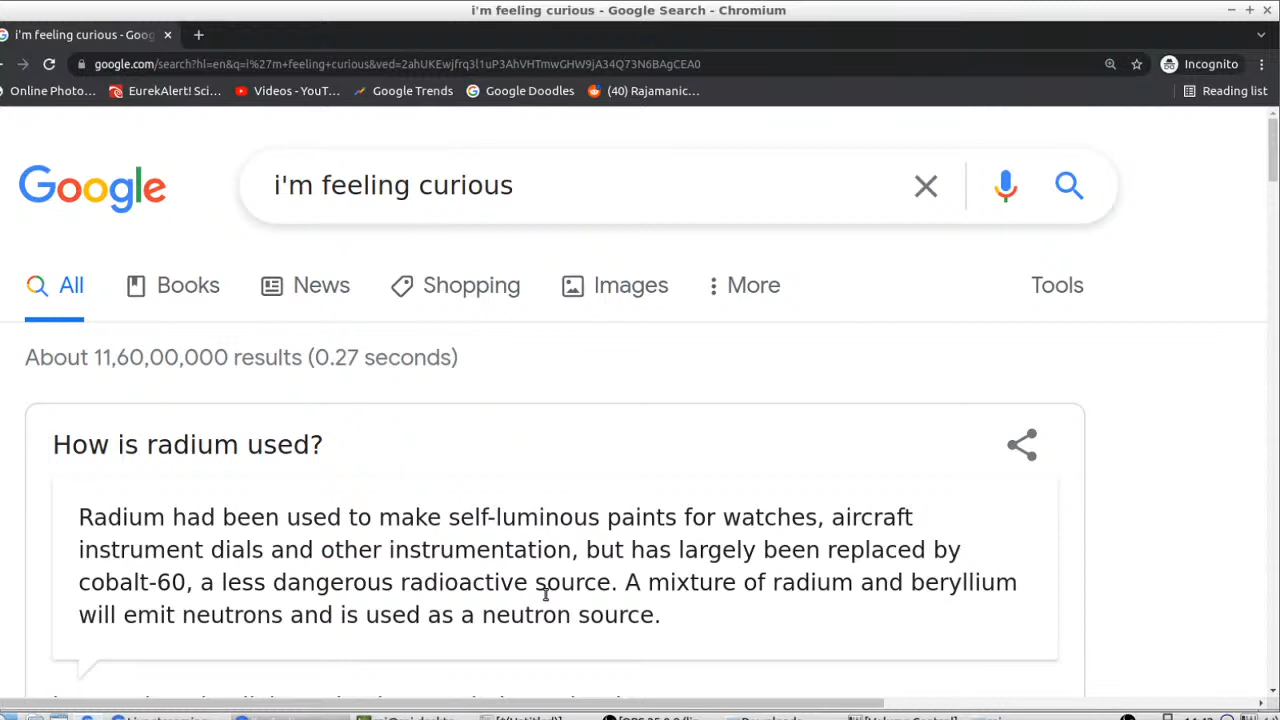 i'm feeling curious - Google Search - Chromium
i'm feeling curious - Goog
google.com/search?hl=en&q=i%27m+feeling+curious&ved=2ahUKEwjfrq3l1uP3AhVHTmwGHW9jA34Q73N6BAgCEA0
Incognito
Online Photo… EurekAlert! Sci… Videos - YouT… Google Trends Google Doodles (40) Rajamanic… Reading list
Google i'm feeling curious
All Books News Shopping Images More Tools
About 11,60,00,000 results (0.27 seconds)
How is radium used?
Radium had been used to make self-luminous paints for watches, aircraft
instrument dials and other instrumentation, but has largely been replaced by
cobalt-60, a less dangerous radioactive source. A mixture of radium and beryllium
will emit neutrons and is used as a neutron source.